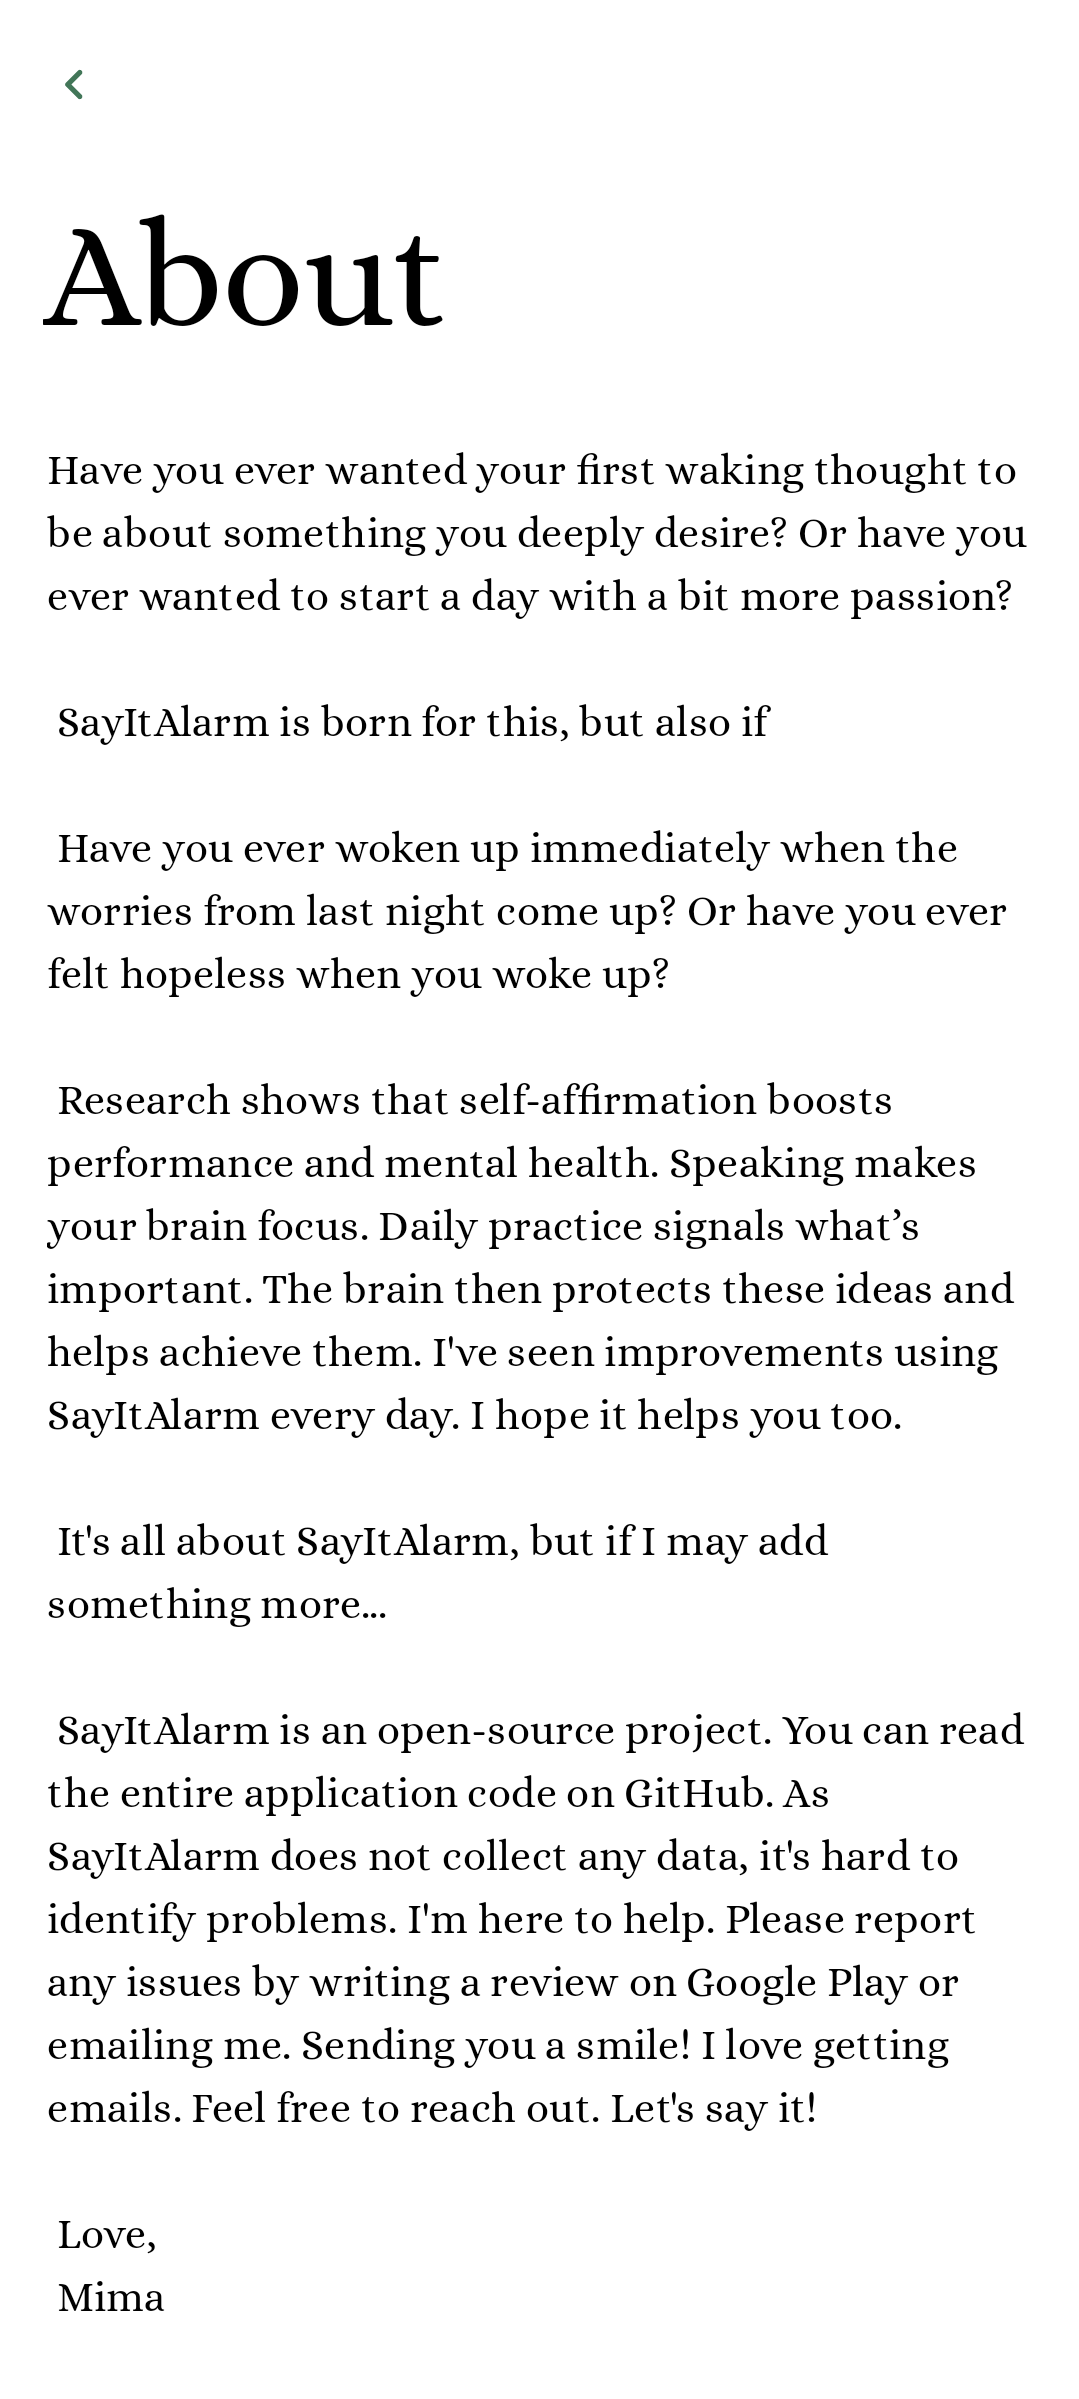 About
Have you ever wanted your first waking thought to
be about something you deeply desire? Or have you
ever wanted to start a day with a bit more passion?
SayItAlarm is born for this, but also if
Have you ever woken up immediately when the
worries from last night come up? Or have you ever
felt hopeless when you woke up?
Research shows that self-affirmation boosts
performance and mental health. Speaking makes
your brain focus. Daily practice signals what’s
important. The brain then protects these ideas and
helps achieve them. I've seen improvements using
SayItAlarm every day. I hope it helps you too.
It's all about SayItAlarm, but if I may add
something more...
SayItAlarm is an open-source project. You can read
the entire application code on GitHub. As
SayItAlarm does not collect any data, it's hard to
identify problems. I'm here to help. Please report
any issues by writing a review on Google Play or
emailing me. Sending you a smile! I love getting
emails. Feel free to reach out. Let's say it!
Love,
Mima